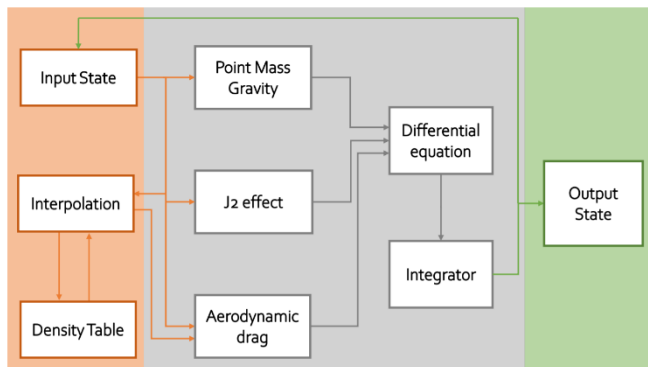 Input State
Point Mass
Gravity
Differential
equation
Interpolation
J2 effect
Output
State
Integrator
Density Table
Aerodynamic
drag